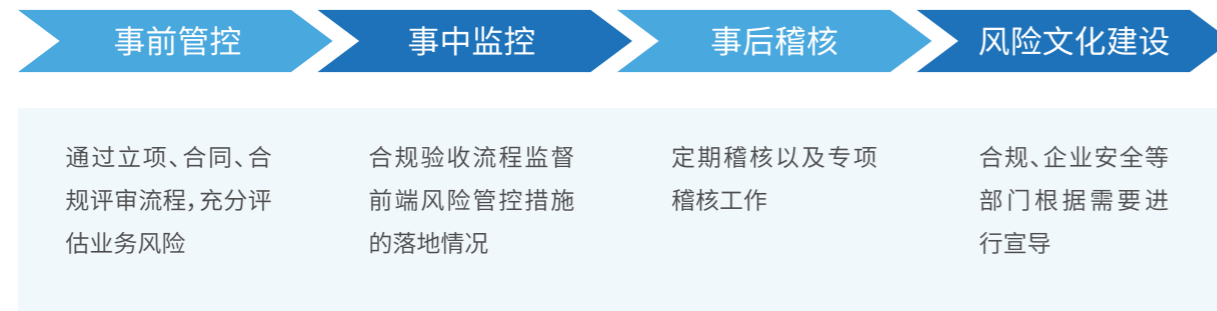 事前管控
事中监控
事后稽核
风险文化建设
通过立项、合同、合
规评审流程,充分评
估业务风险
合规验收流程监督
前端风险管控措施
的落地情况
定期稽核以及专项
稽核工作
合规、企业安全等
部门根据需要进
行宣导